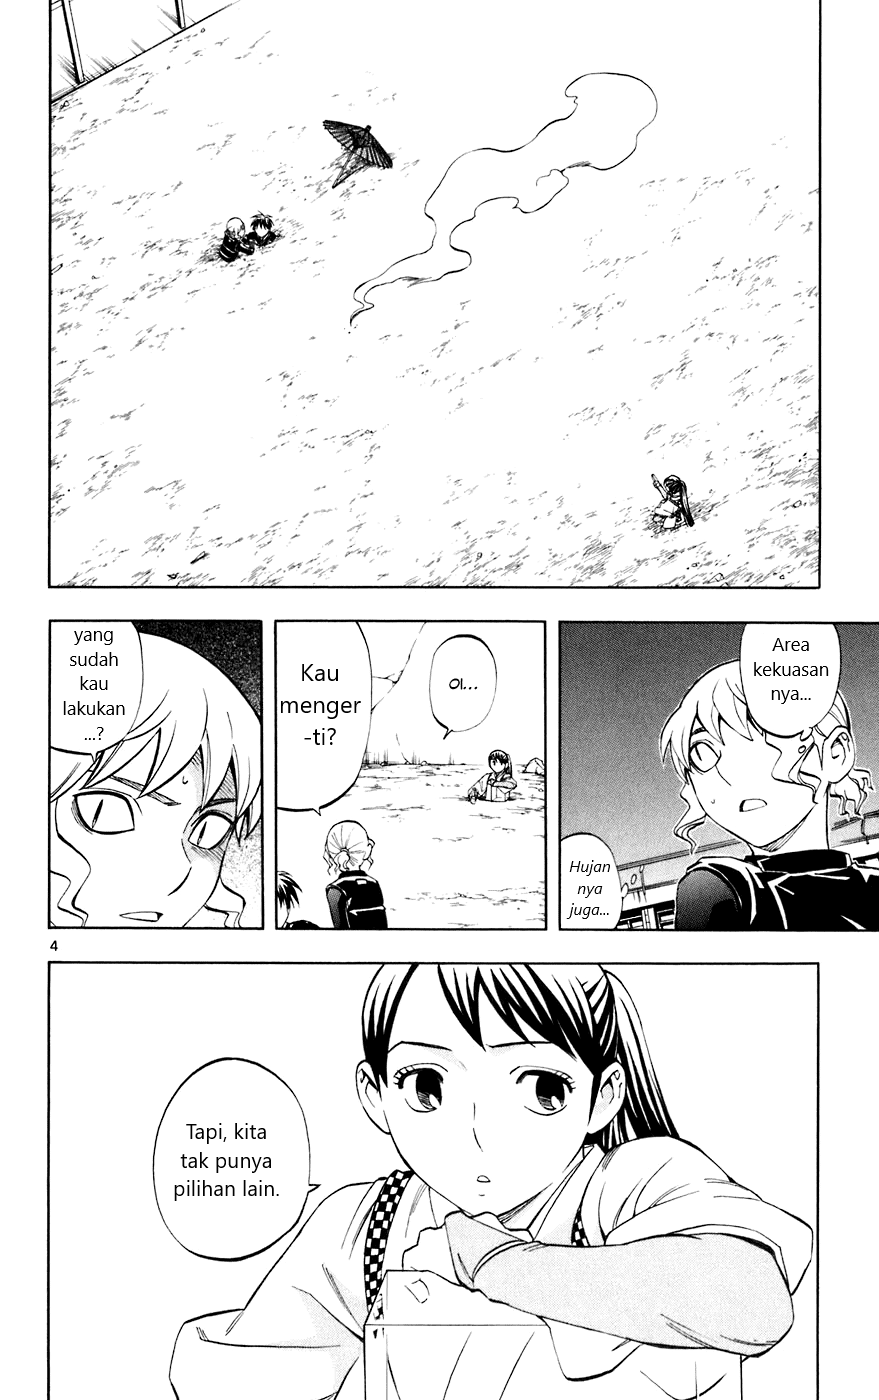 Area
kekuasan
nya...
Hujan
nya
juga...
OI...
Kau
menger
-ti?
yang
sudah
kau
lakukan
...?
4
Tapi, kita
tak punya
pilihan lain.